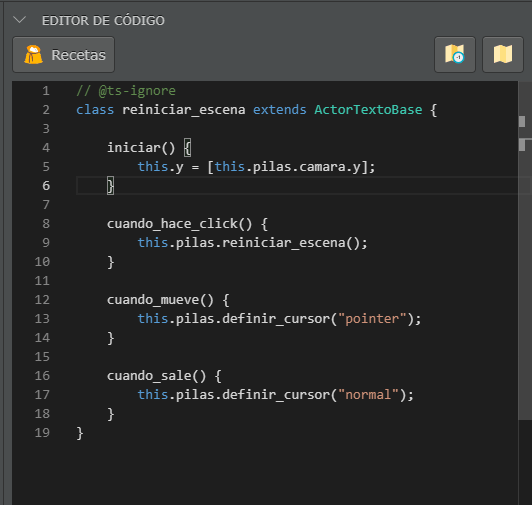 EDITOR DE CÓDIGO
Recetas
1 // @ts-ignore
2 class reiniciar_escena extends ActorTextoBase {
3
4     iniciar() {
5         this.y = [this.pilas.camara.y];
6     }
7
8     cuando_hace_click() {
9         this.pilas.reiniciar_escena();
10     }
11
12     cuando_mueve() {
13         this.pilas.definir_cursor("pointer");
14     }
15
16     cuando_sale() {
17         this.pilas.definir_cursor("normal");
18     }
19 }